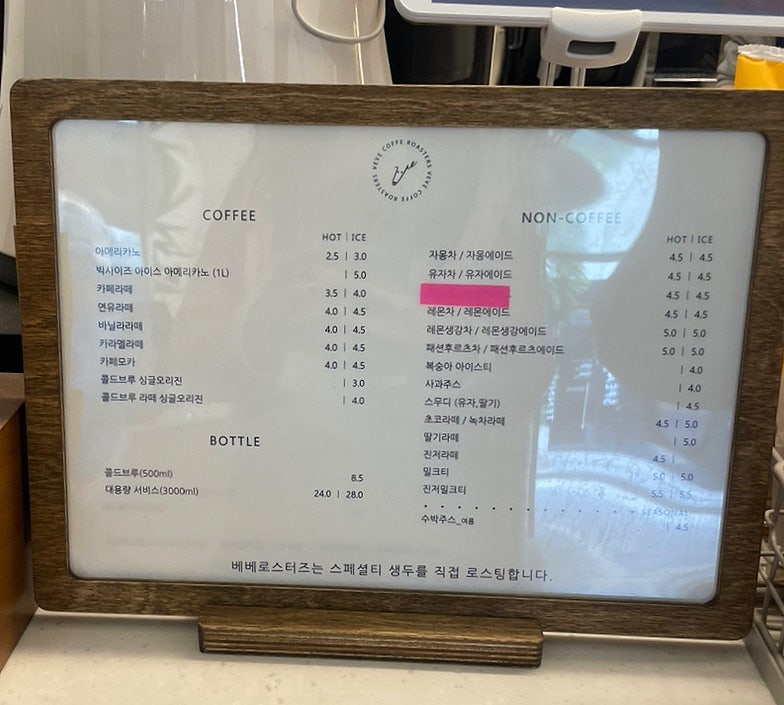 VEVE COFFE ROASTERS VEVE COFFE ROASTERS
COFFEE
HOT | ICE
아메리카노 2.5 | 3.0
빅사이즈 아이스 아메리카노 (1L) | 5.0
카페라떼 3.5 | 4.0
연유라떼 4.0 | 4.5
바닐라라떼 4.0 | 4.5
카라멜라떼 4.0 | 4.5
카페모카 4.0 | 4.5
콜드브루 싱글오리진 | 3.0
콜드브루 라떼 싱글오리진 | 4.0
BOTTLE
콜드브루(500ml) 8.5
대용량 서비스(3000ml) 24.0 | 28.0
NON-COFFEE
HOT | ICE
자몽차 / 자몽에이드 4.5 | 4.5
유자차 / 유자에이드 4.5 | 4.5
4.5 | 4.5
레몬차 / 레몬에이드 4.5 | 4.5
레몬생강차 / 레몬생강에이드 5.0 | 5.0
패션후르츠차 / 패션후르츠에이드 5.0 | 5.0
복숭아 아이스티 | 4.0
사과주스 | 4.0
스무디 (유자,딸기) | 4.5
초코라떼 / 녹차라떼 4.5 | 5.0
딸기라떼 | 5.0
진저라떼 4.5 |
밀크티 5.0 | 5.0
진저밀크티 5.5 | 5.5
SEASONAL
수박주스_여름 | 4.5
베베로스터즈는 스페셜티 생두를 직접 로스팅합니다.